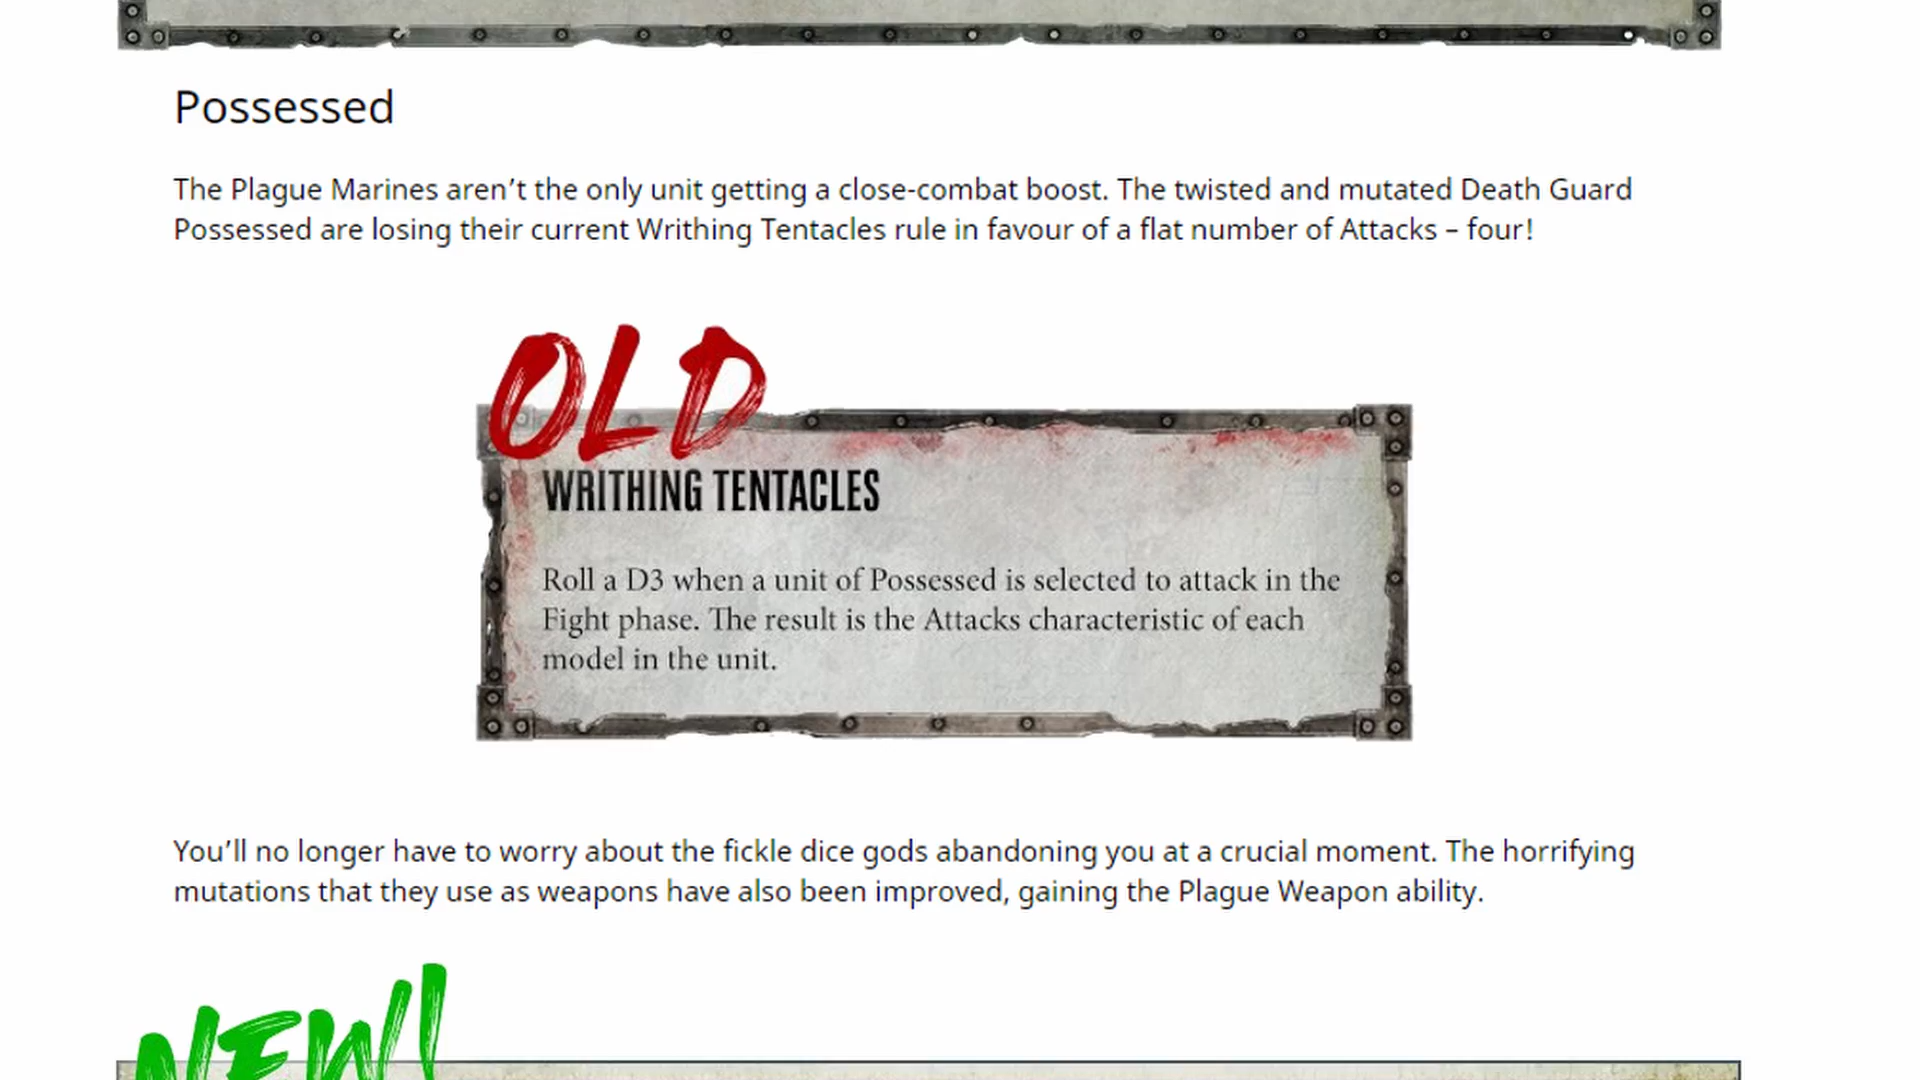 Possessed
The Plague Marines aren’t the only unit getting a close-combat boost. The twisted and mutated Death Guard
Possessed are losing their current Writhing Tentacles rule in favour of a flat number of Attacks – four!
OLD
WRITHING TENTACLES
Roll a D3 when a unit of Possessed is selected to attack in the
Fight phase. The result is the Attacks characteristic of each
model in the unit.
You’ll no longer have to worry about the fickle dice gods abandoning you at a crucial moment. The horrifying
mutations that they use as weapons have also been improved, gaining the Plague Weapon ability.
NEW!